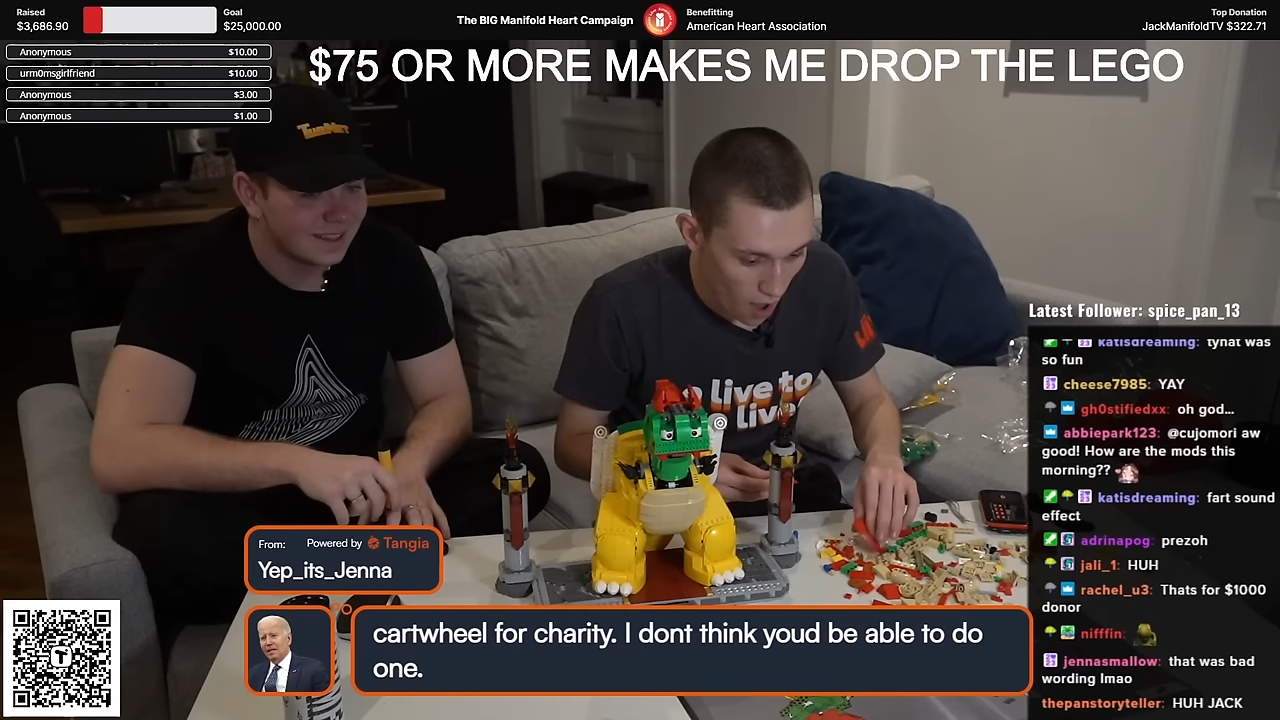 Raised
$3,686.90
Goal
$25,000.00
The BIG Manifold Heart Campaign
Benefitting
American Heart Association
Top Donation
JackManifoldTV $322.71
Anonymous $10.00
urm0msgirlfriend $10.00
Anonymous $3.00
Anonymous $1.00
$75 OR MORE MAKES ME DROP THE LEGO
live to
live
Latest Follower: spice_pan_13
katisdreaming: tynat was
so fun
cheese7985: YAY
gh0stifiedxx: oh god...
abbiepark123: @cujomori aw
good! How are the mods this
morning??
katisdreaming: fart sound
effect
adrinapog: prezoh
jali_1: HUH
rachel_u3: Thats for $1000
donor
nifffin:
jennasmallow: that was bad
wording lmao
thepanstoryteller: HUH JACK
From: Powered by Tangia
Yep_its_Jenna
cartwheel for charity. I dont think youd be able to do
one.